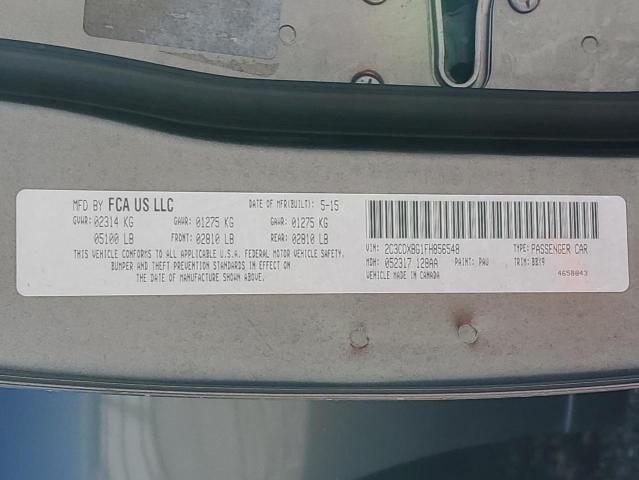 MFD BY FCA US LLC DATE OF MFR(BUILT): 5-15
GVWR: 02314 KG GAWR: 01275 KG GAWR: 01275 KG
05100 LB FRONT: 02810 LB REAR: 02810 LB
THIS VEHICLE CONFORMS TO ALL APPLICABLE U.S.A. FEDERAL MOTOR VEHICLE SAFETY,
BUMPER AND THEFT PREVENTION STANDARDS IN EFFECT ON
THE DATE OF MANUFACTURE SHOWN ABOVE.
VIN: 2C3CDXBG1FH856548 TYPE: PASSENGER CAR
MDH: 052317 128AA PAINT: PAU TRIM: BBX9
VEHICLE MADE IN CANADA 4658843